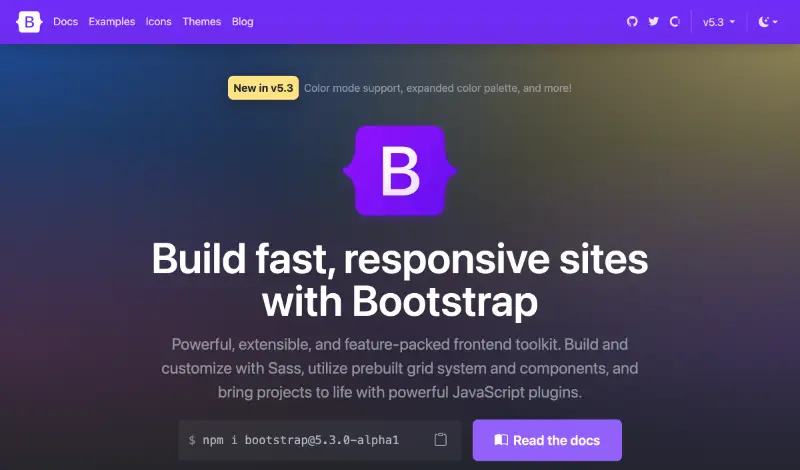 B Docs Examples Icons Themes Blog v5.3
New in v5.3 Color mode support, expanded color palette, and more!
B
Build fast, responsive sites
with Bootstrap
Powerful, extensible, and feature-packed frontend toolkit. Build and
customize with Sass, utilize prebuilt grid system and components, and
bring projects to life with powerful JavaScript plugins.
$ npm i bootstrap@5.3.0-alpha1 Read the docs